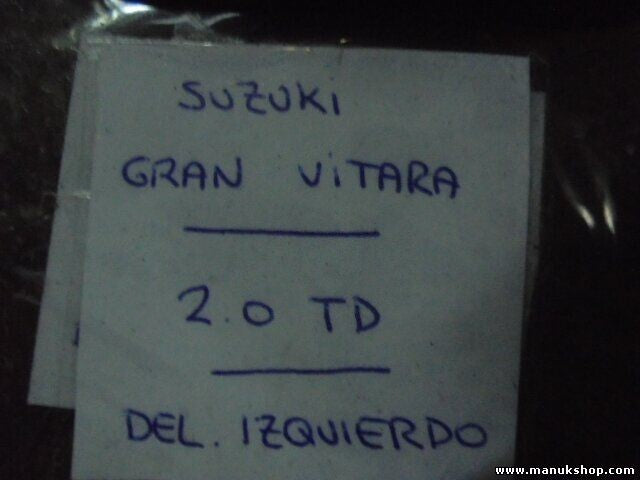 SUZUKI
GRAN VITARA
2.0 TD
DEL. IZQUIERDO
www.manukshop.com